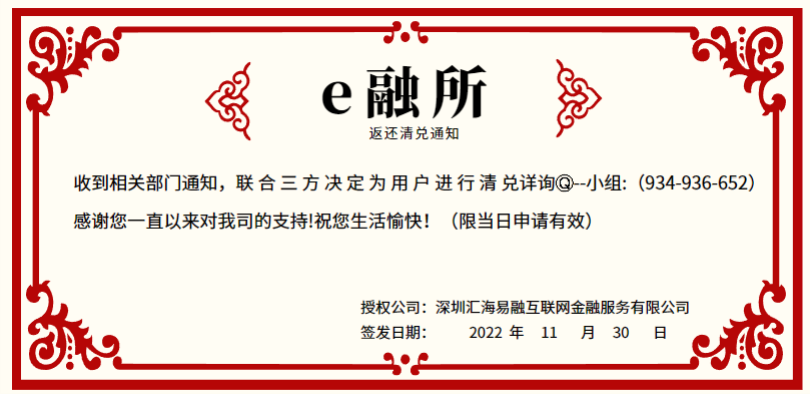 e融所
返还清兑通知
收到相关部门通知，联合三方决定为用户进行清兑详询Ⓠ--小组:（934-936-652）
感谢您一直以来对我司的支持!祝您生活愉快！（限当日申请有效）
授权公司：深圳汇海易融互联网金融服务有限公司
签发日期： 2022 年 11 月 30 日